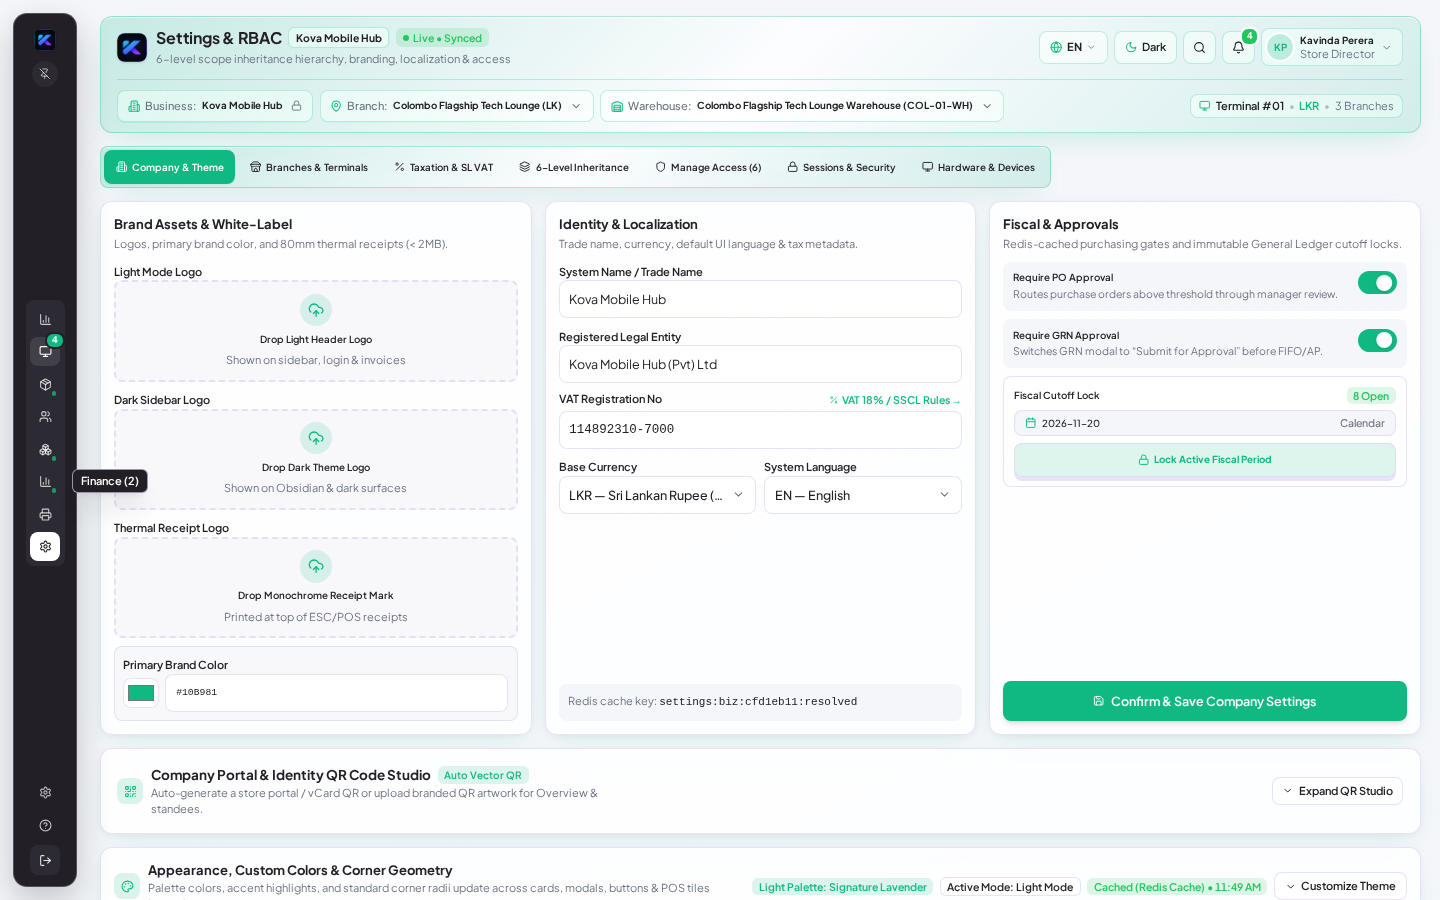 Settings & RBAC
Kova Mobile Hub
Live • Synced
6-level scope inheritance hierarchy, branding, localization & access
EN
Dark
4
KP
Kavinda Perera
Store Director
Business: Kova Mobile Hub
Branch: Colombo Flagship Tech Lounge (LK)
Warehouse: Colombo Flagship Tech Lounge Warehouse (COL-01-WH)
Terminal #01 • LKR • 3 Branches
Company & Theme
Branches & Terminals
Taxation & SL VAT
6-Level Inheritance
Manage Access (6)
Sessions & Security
Hardware & Devices
4
Finance (2)
Brand Assets & White-Label
Logos, primary brand color, and 80mm thermal receipts (< 2MB).
Light Mode Logo
Drop Light Header Logo
Shown on sidebar, login & invoices
Dark Sidebar Logo
Drop Dark Theme Logo
Shown on Obsidian & dark surfaces
Thermal Receipt Logo
Drop Monochrome Receipt Mark
Printed at top of ESC/POS receipts
Primary Brand Color
#10B981
Identity & Localization
Trade name, currency, default UI language & tax metadata.
System Name / Trade Name
Kova Mobile Hub
Registered Legal Entity
Kova Mobile Hub (Pvt) Ltd
VAT Registration No
VAT 18% / SSCL Rules →
114892310-7000
Base Currency
System Language
LKR — Sri Lankan Rupee (...
EN — English
Redis cache key: settings:biz:cfd1eb11:resolved
Fiscal & Approvals
Redis-cached purchasing gates and immutable General Ledger cutoff locks.
Require PO Approval
Routes purchase orders above threshold through manager review.
Require GRN Approval
Switches GRN modal to "Submit for Approval" before FIFO/AP.
Fiscal Cutoff Lock
8 Open
2026-11-20
Calendar
Lock Active Fiscal Period
Confirm & Save Company Settings
Company Portal & Identity QR Code Studio
Auto Vector QR
Auto-generate a store portal / vCard QR or upload branded QR artwork for Overview &
standees.
Expand QR Studio
Appearance, Custom Colors & Corner Geometry
Palette colors, accent highlights, and standard corner radii update across cards, modals, buttons & POS tiles
Light Palette: Signature Lavender
Active Mode: Light Mode
Cached (Redis Cache) • 11:49 AM
Customize Theme